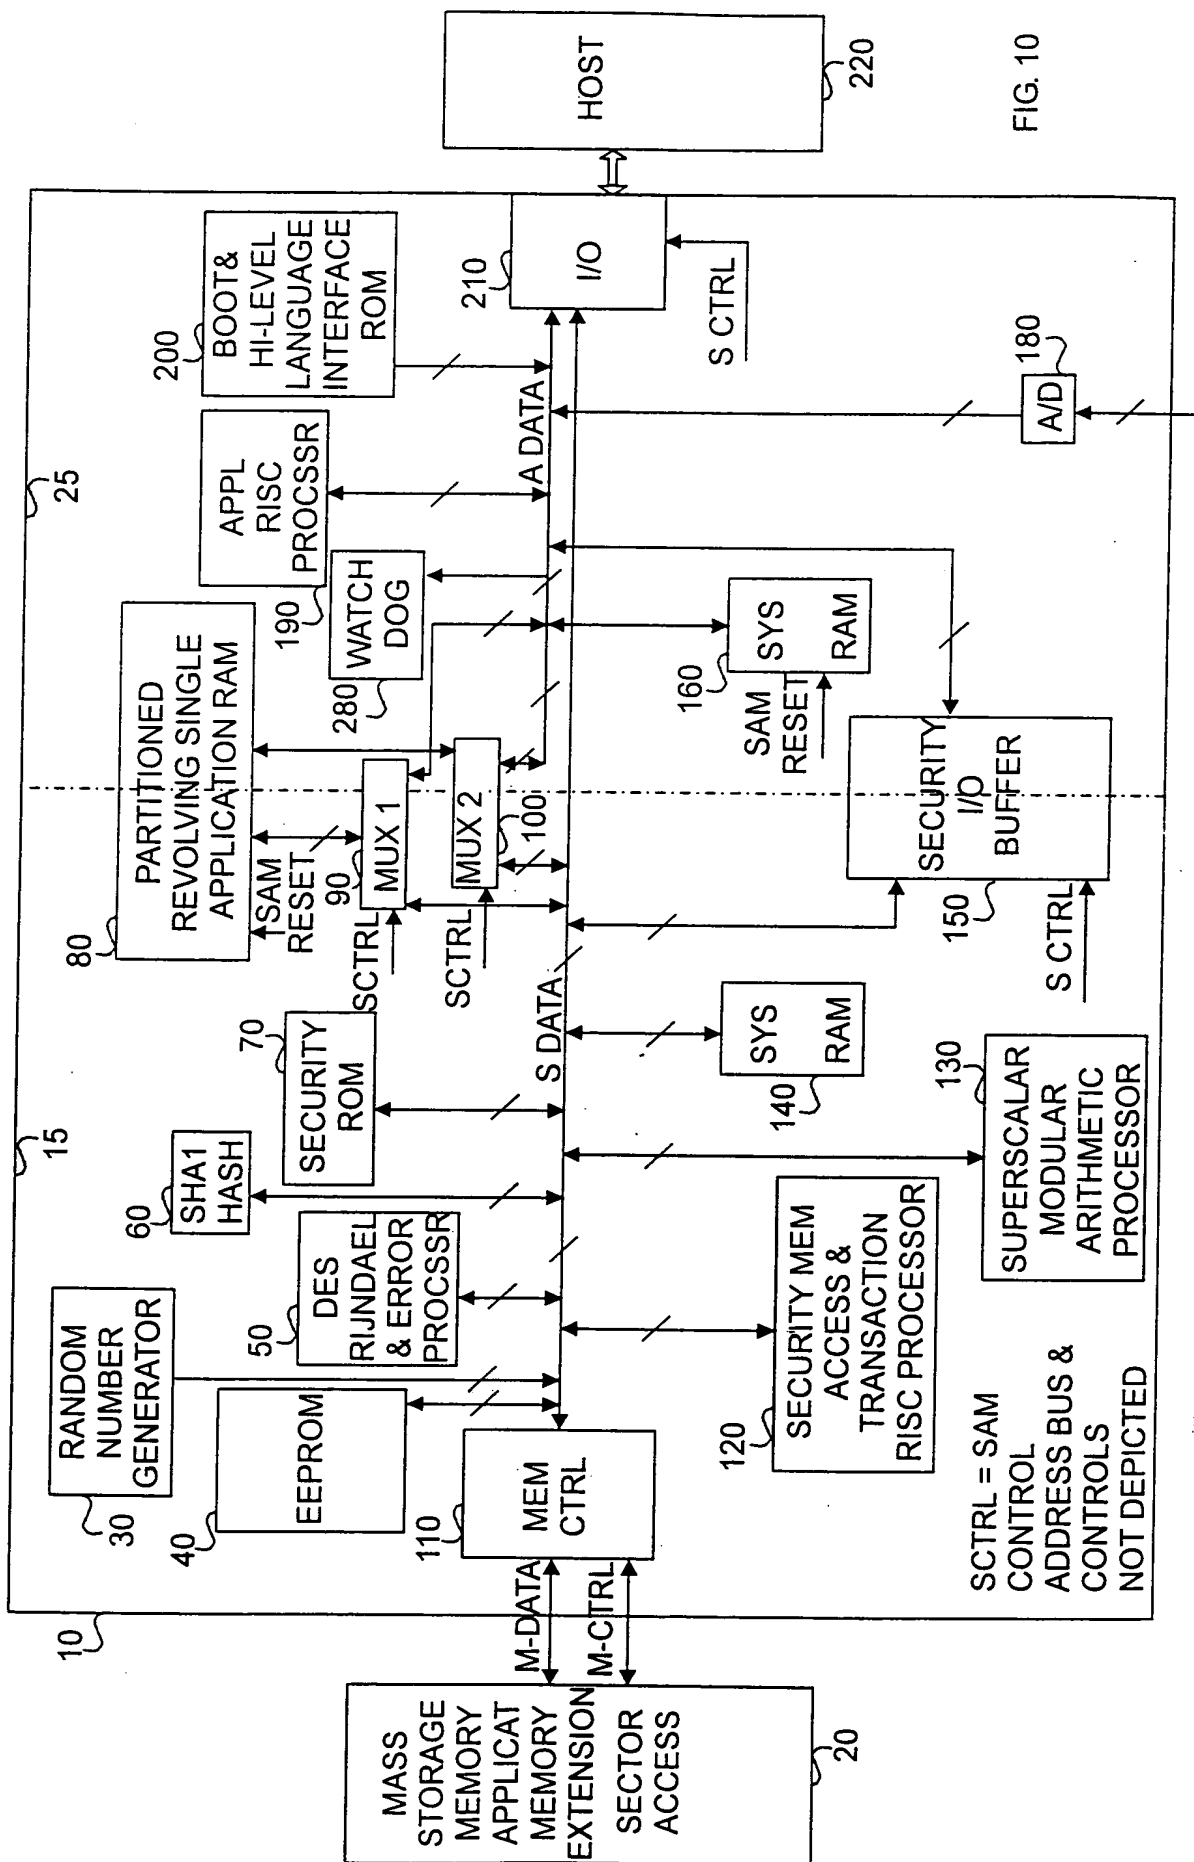 10
15
25
MASS
STORAGE
MEMORY
APPLICAT
MEMORY
EXTENSION
SECTOR
ACCESS
20
M-DATA
M-CTRL
MEM
CTRL
110
RANDOM
NUMBER
GENERATOR
30
EEPROM
40
DES
RIJNDAEL
& ERROR
PROCSSR
50
SHA1
HASH
60
SECURITY
ROM
70
PARTITIONED
REVOLVING SINGLE
APPLICATION RAM
80
SAM
RESET
MUX 1
90
SCTRL
MUX 2
100
SCTRL
WATCH
DOG
280
APPL
RISC
PROCSSR
190
BOOT&
HI-LEVEL
LANGUAGE
INTERFACE
ROM
200
S DATA
A DATA
I/O
210
S CTRL
HOST
220
SECURITY MEM
ACCESS &
TRANSACTION
RISC PROCESSOR
120
SUPERSCALAR
MODULAR
ARITHMETIC
PROCESSOR
130
SYS
RAM
140
SECURITY
I/O
BUFFER
150
S CTRL
SYS
RAM
160
SAM
RESET
A/D
180
SCTRL = SAM
CONTROL
ADDRESS BUS &
CONTROLS
NOT DEPICTED
FIG. 10